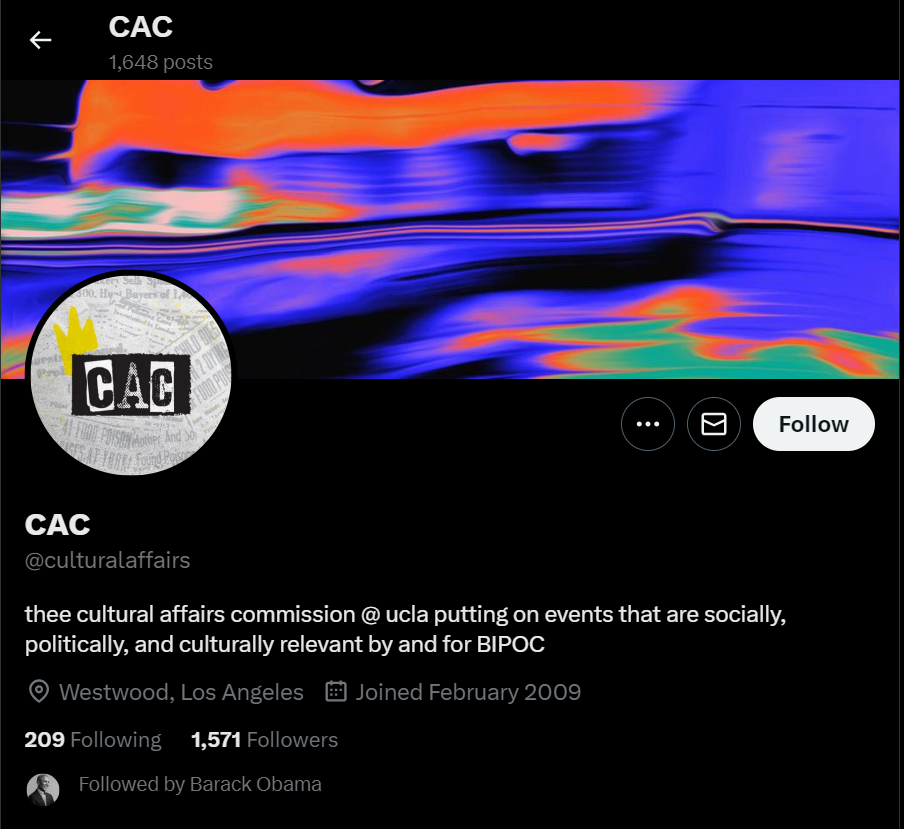 CAC
1,648 posts
CAC
Follow
CAC
@culturalaffairs
thee cultural affairs commission @ ucla putting on events that are socially,
politically, and culturally relevant by and for BIPOC
Westwood, Los Angeles Joined February 2009
209 Following 1,571 Followers
Followed by Barack Obama